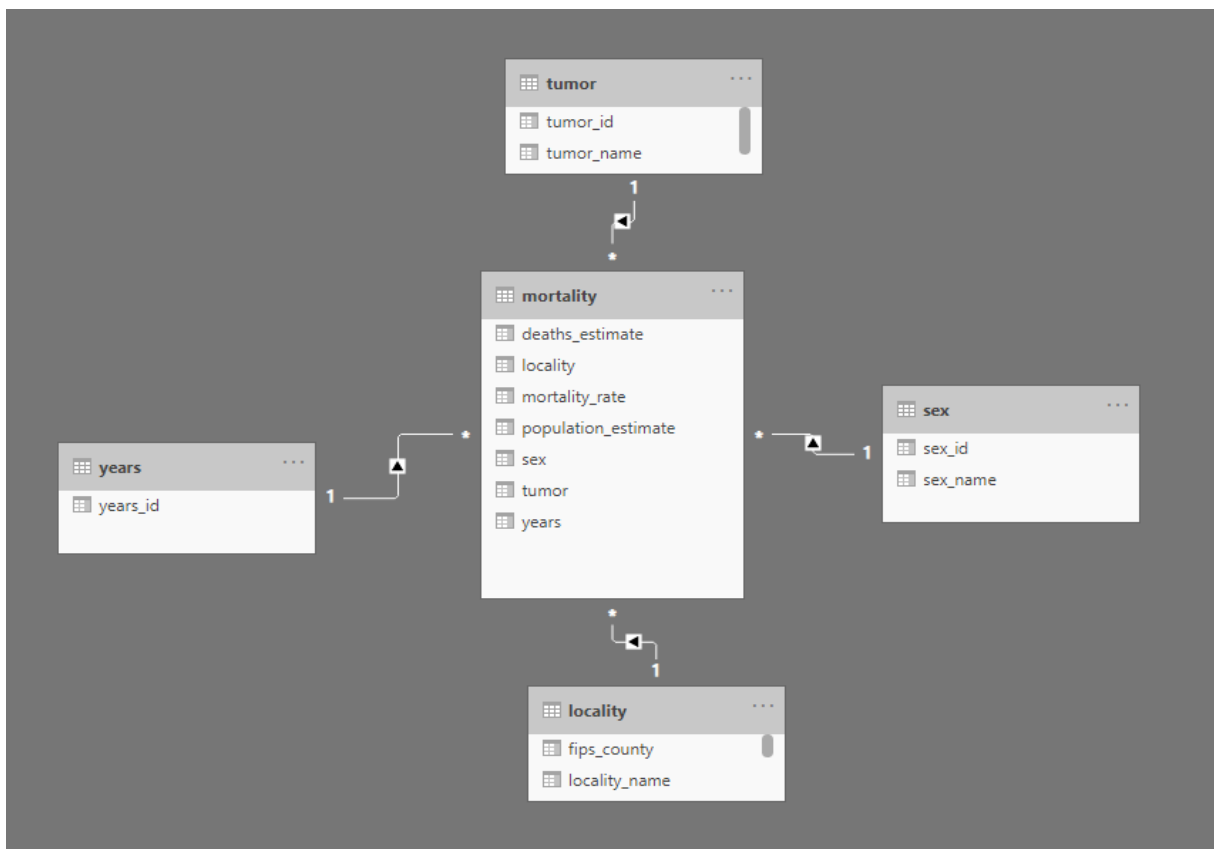 tumor
tumor_id
tumor_name
1
*
mortality
deaths_estimate
locality
mortality_rate
population_estimate
sex
tumor
years
years
years_id
1
*
sex
sex_id
sex_name
*
1
*
1
locality
fips_county
locality_name